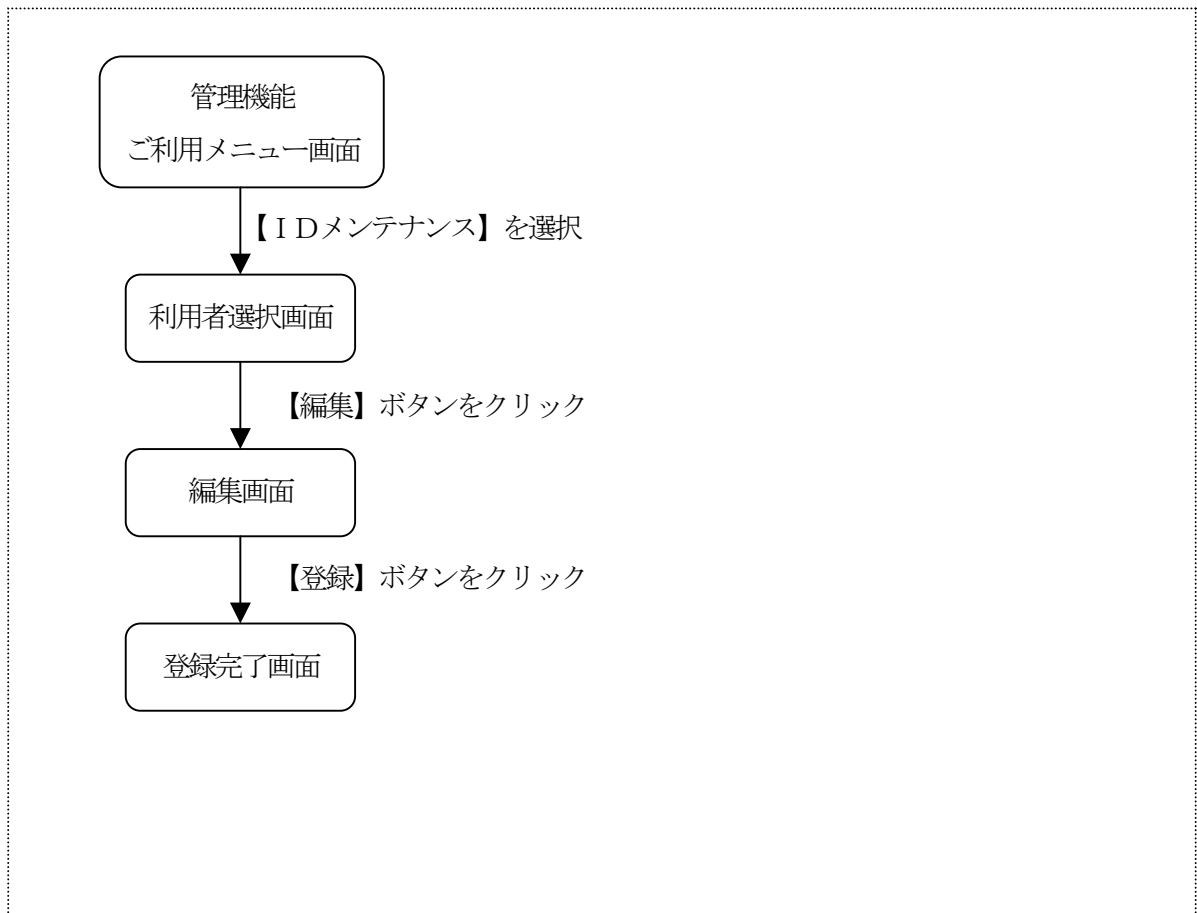 管理機能
ご利用メニュー画面
【ＩＤメンテナンス】を選択
利用者選択画面
【編集】ボタンをクリック
編集画面
【登録】ボタンをクリック
登録完了画面